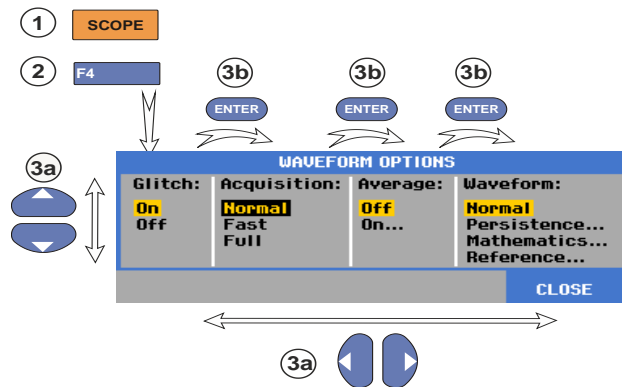 1 SCOPE
2 F4
3b 3b 3b
ENTER ENTER ENTER
3a
WAVEFORM OPTIONS
Glitch: Acquisition: Average: Waveform:
On Normal Off Normal
Off Fast On... Persistence...
Full Mathematics...
Reference...
CLOSE
3a